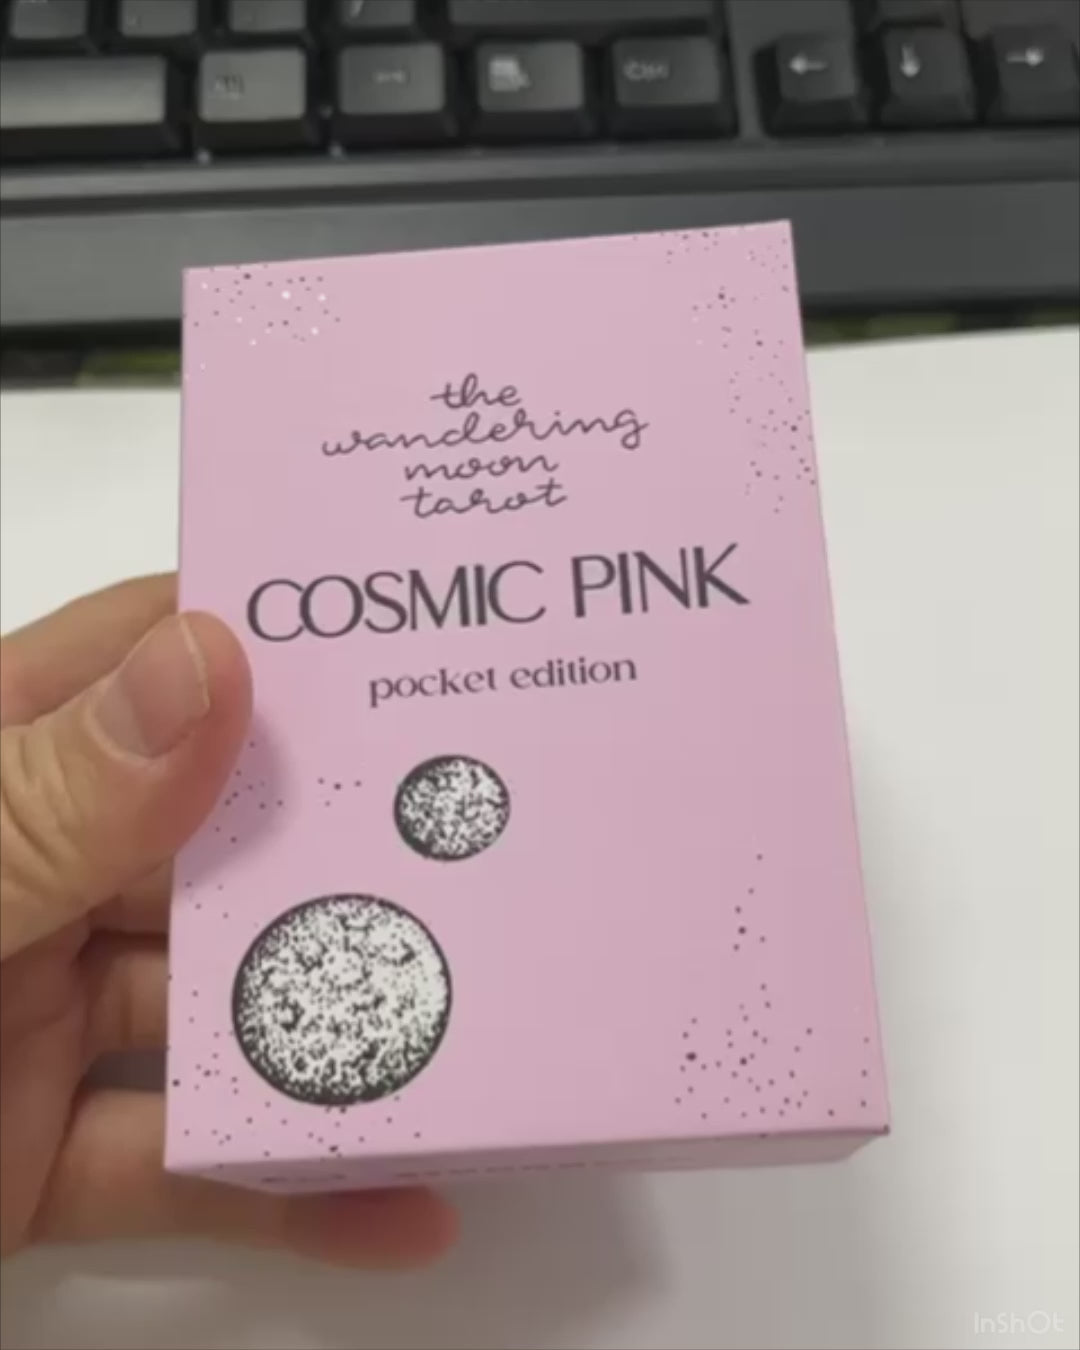 the
wandering
moon
tarot
COSMIC PINK
pocket edition
InShOt